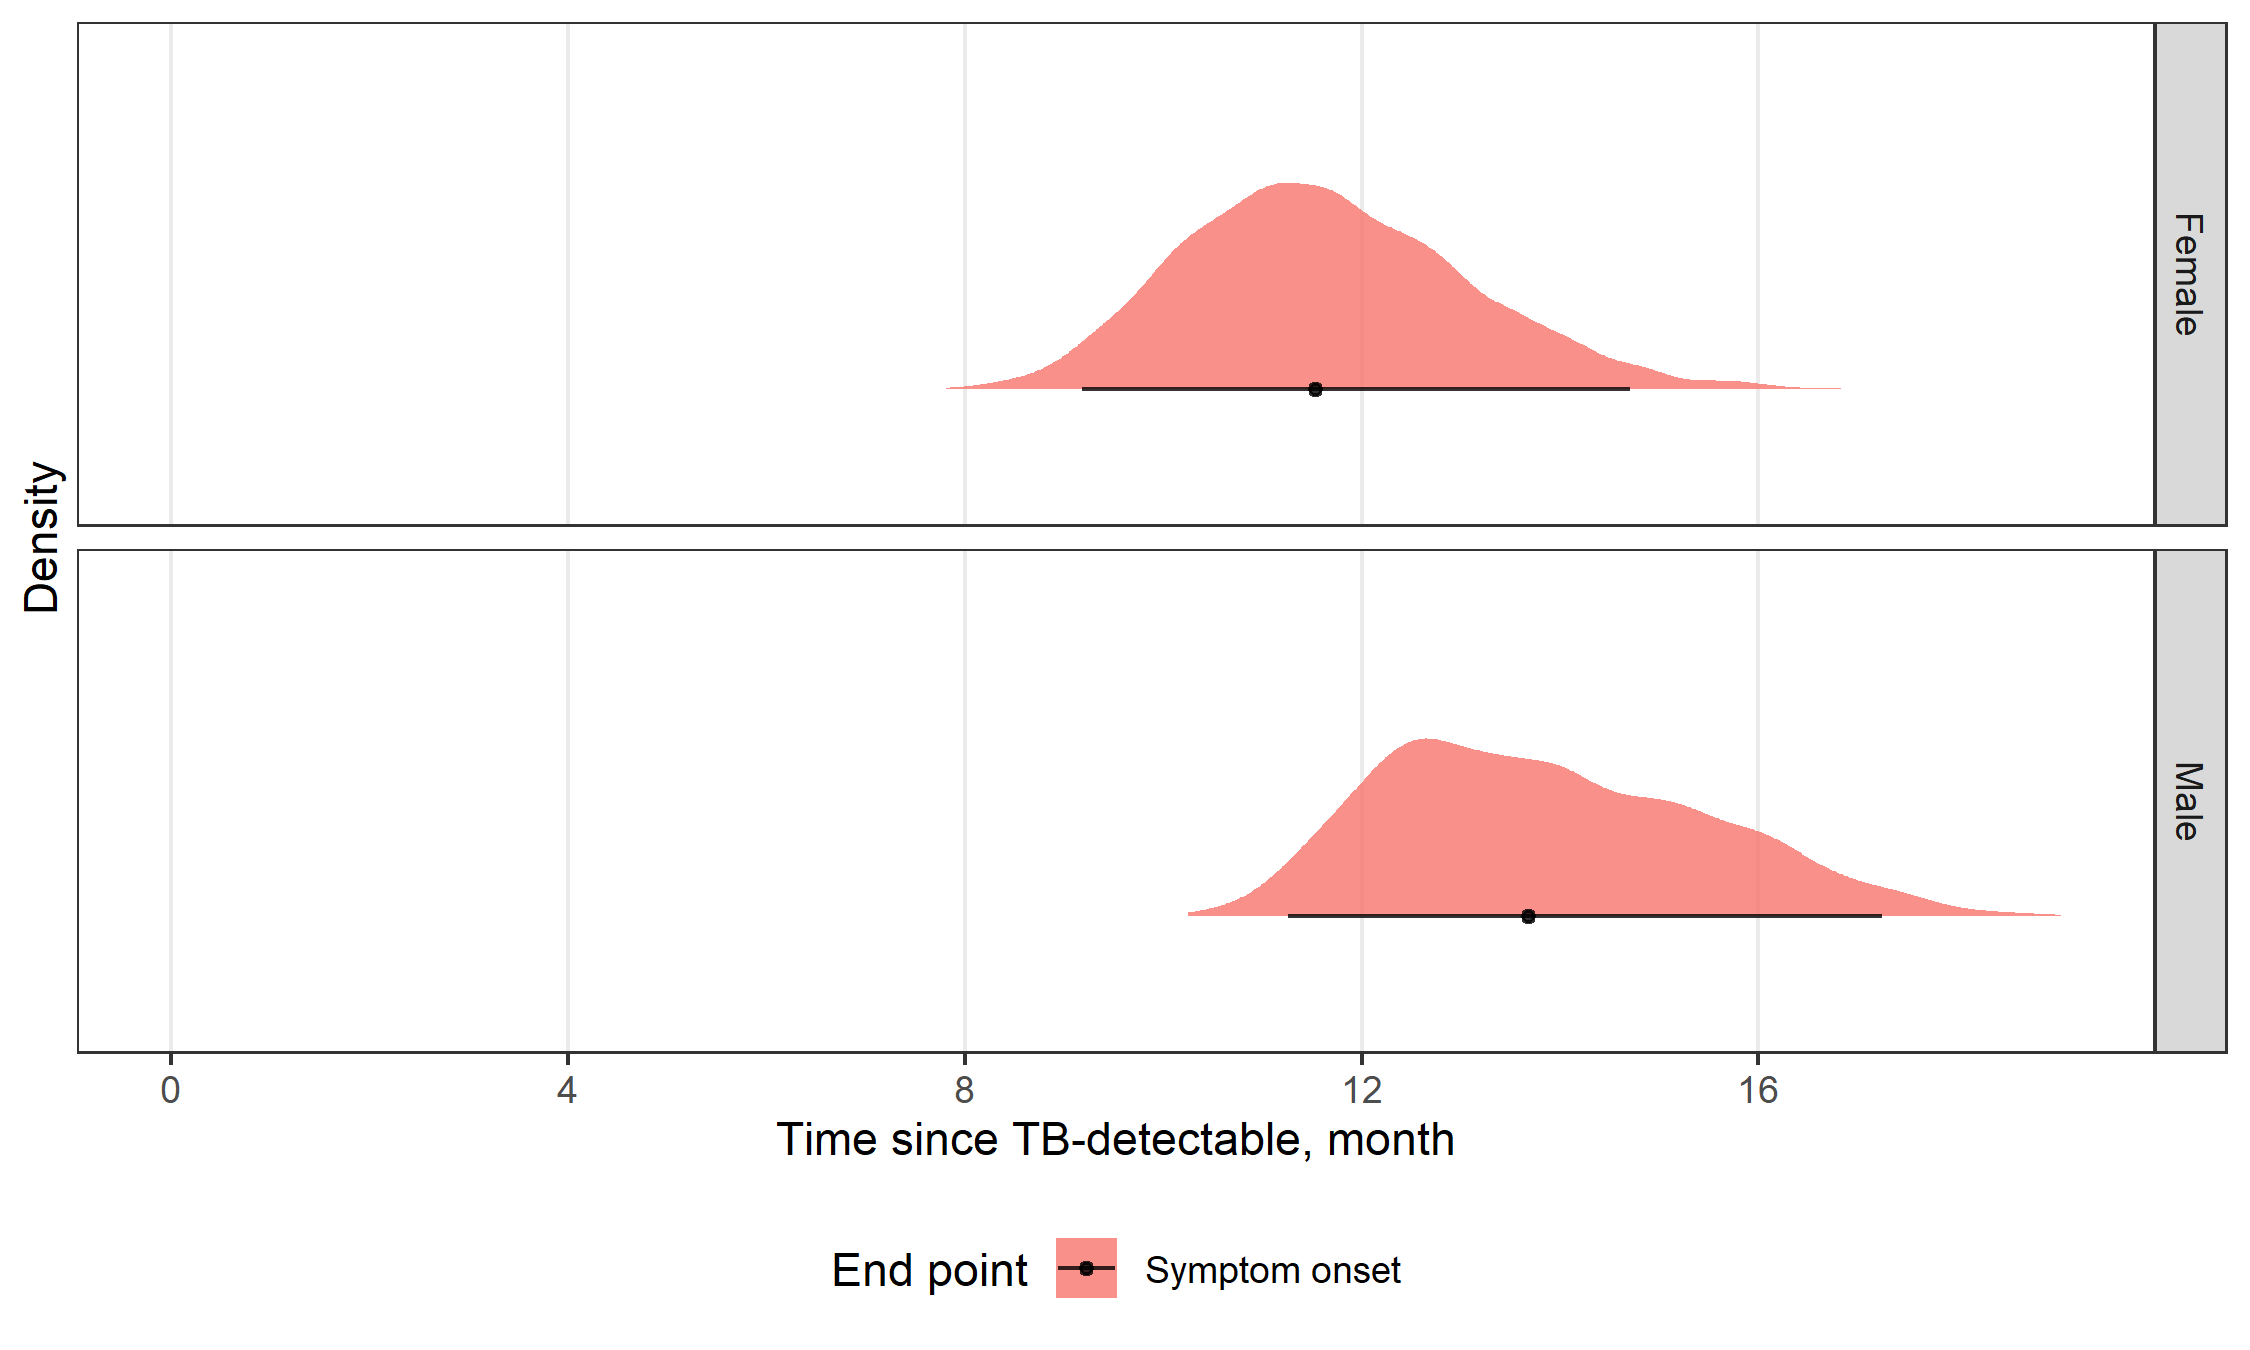 Density
Female
Male
0 4 8 12 16
Time since TB-detectable, month
End point Symptom onset